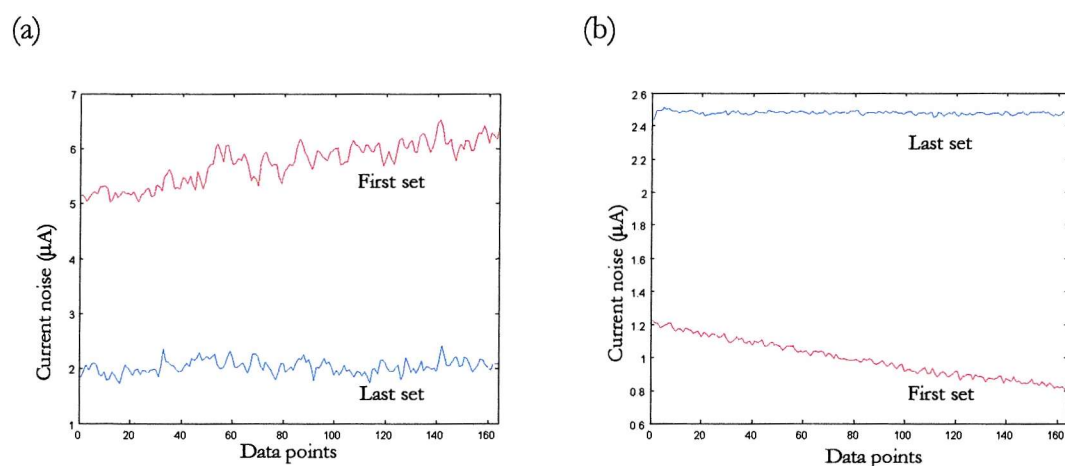 (a)
7
6
5
4
3
2
1
0 20 40 60 80 100 120 140 160
Current noise (µA)
Data points
First set
Last set
(b)
2 6
2 4
2 2
2
1 8
1 6
1.4
1.2
1
0 8
0 6
0 20 40 60 80 100 120 140 160
Current noise (µA)
Data points
Last set
First set